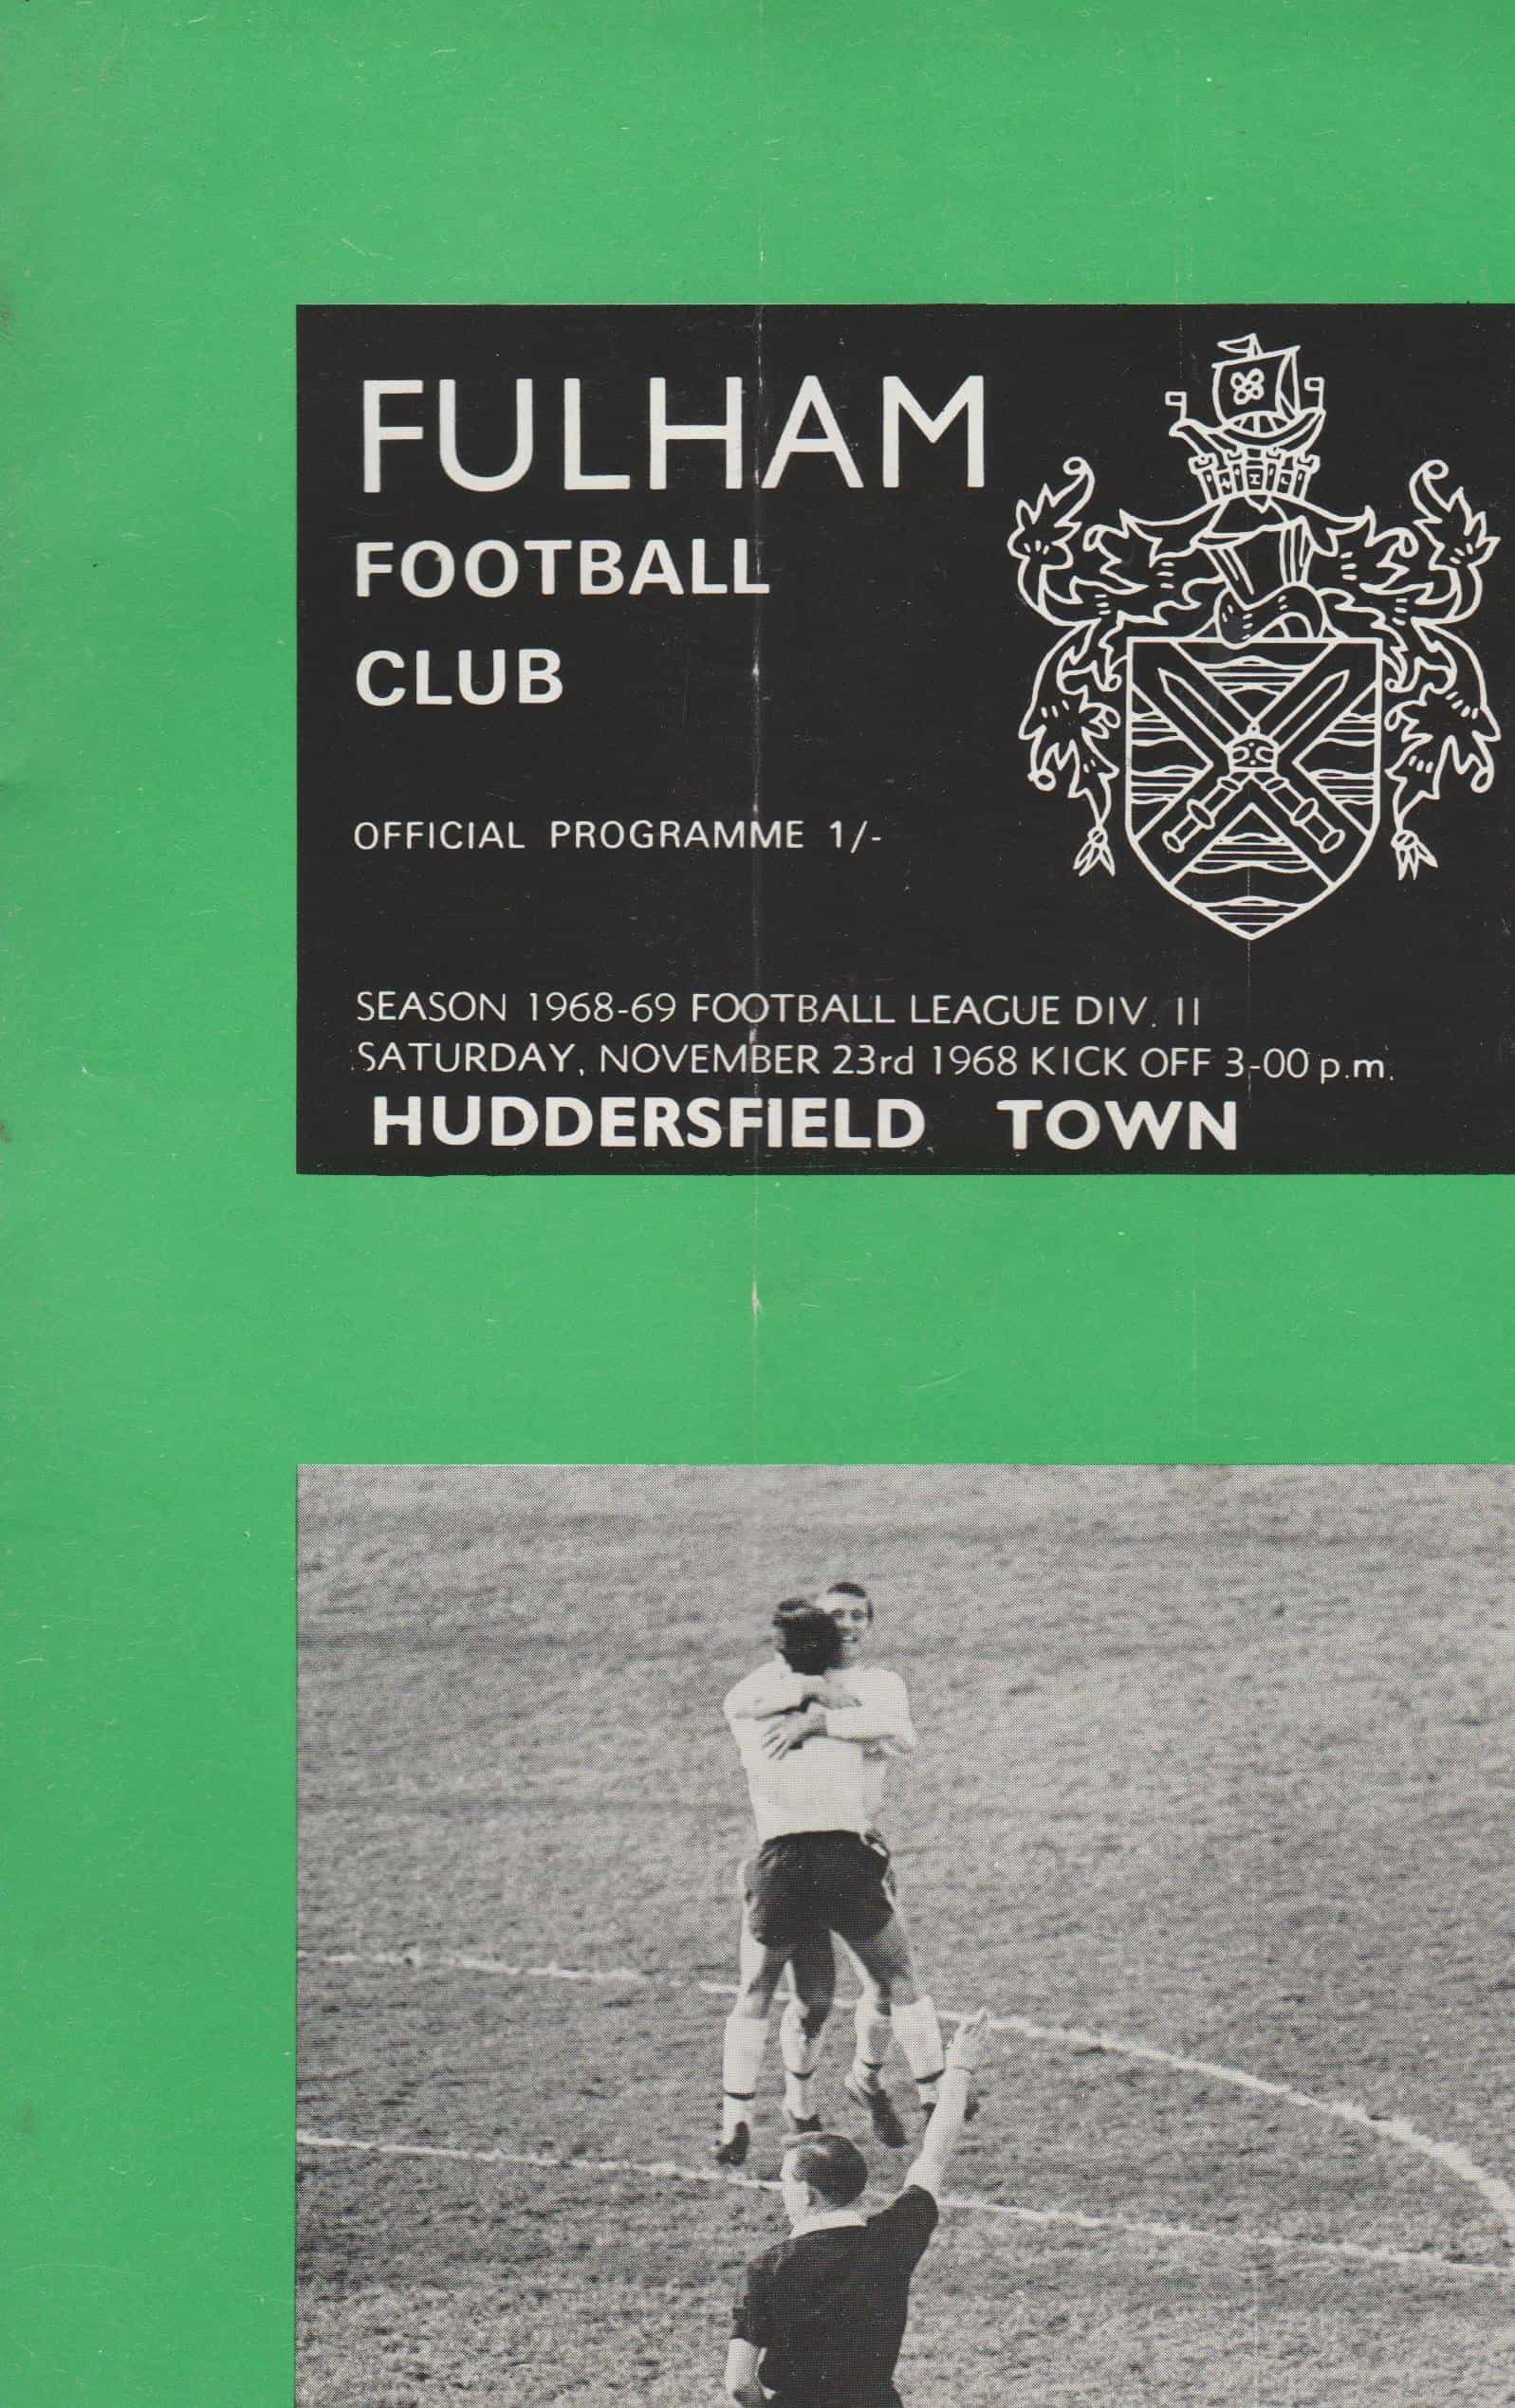 FULHAM
FOOTBALL
CLUB
OFFICIAL PROGRAMME 1/-
SEASON 1968-69 FOOTBALL LEAGUE DIV. II
SATURDAY, NOVEMBER 23rd 1968 KICK OFF 3-00 p.m.
HUDDERSFIELD TOWN